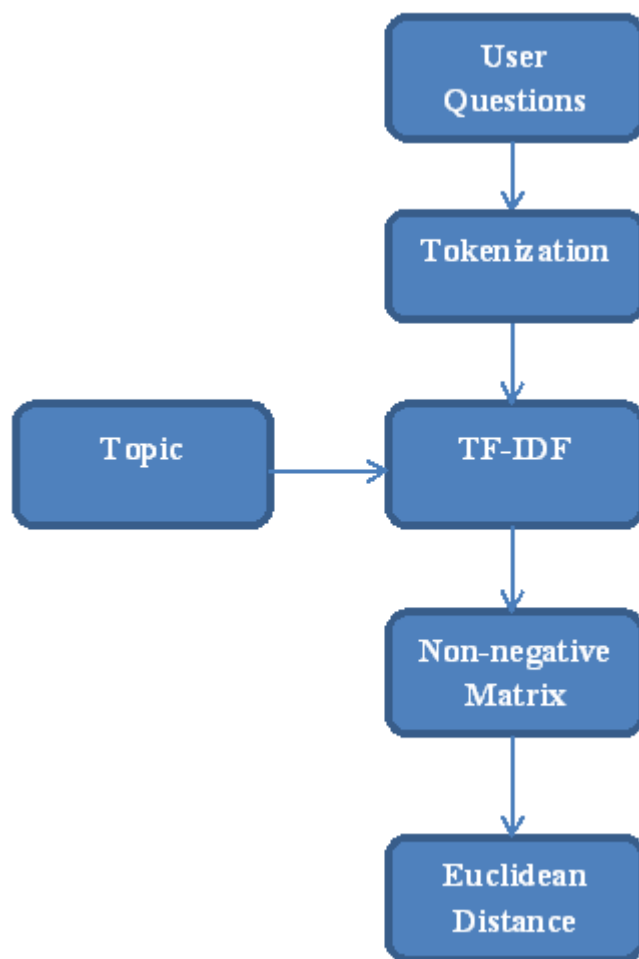 User
Questions
Tokenization
Topic
TF-IDF
Non-negative
Matrix
Euclidean
Distance